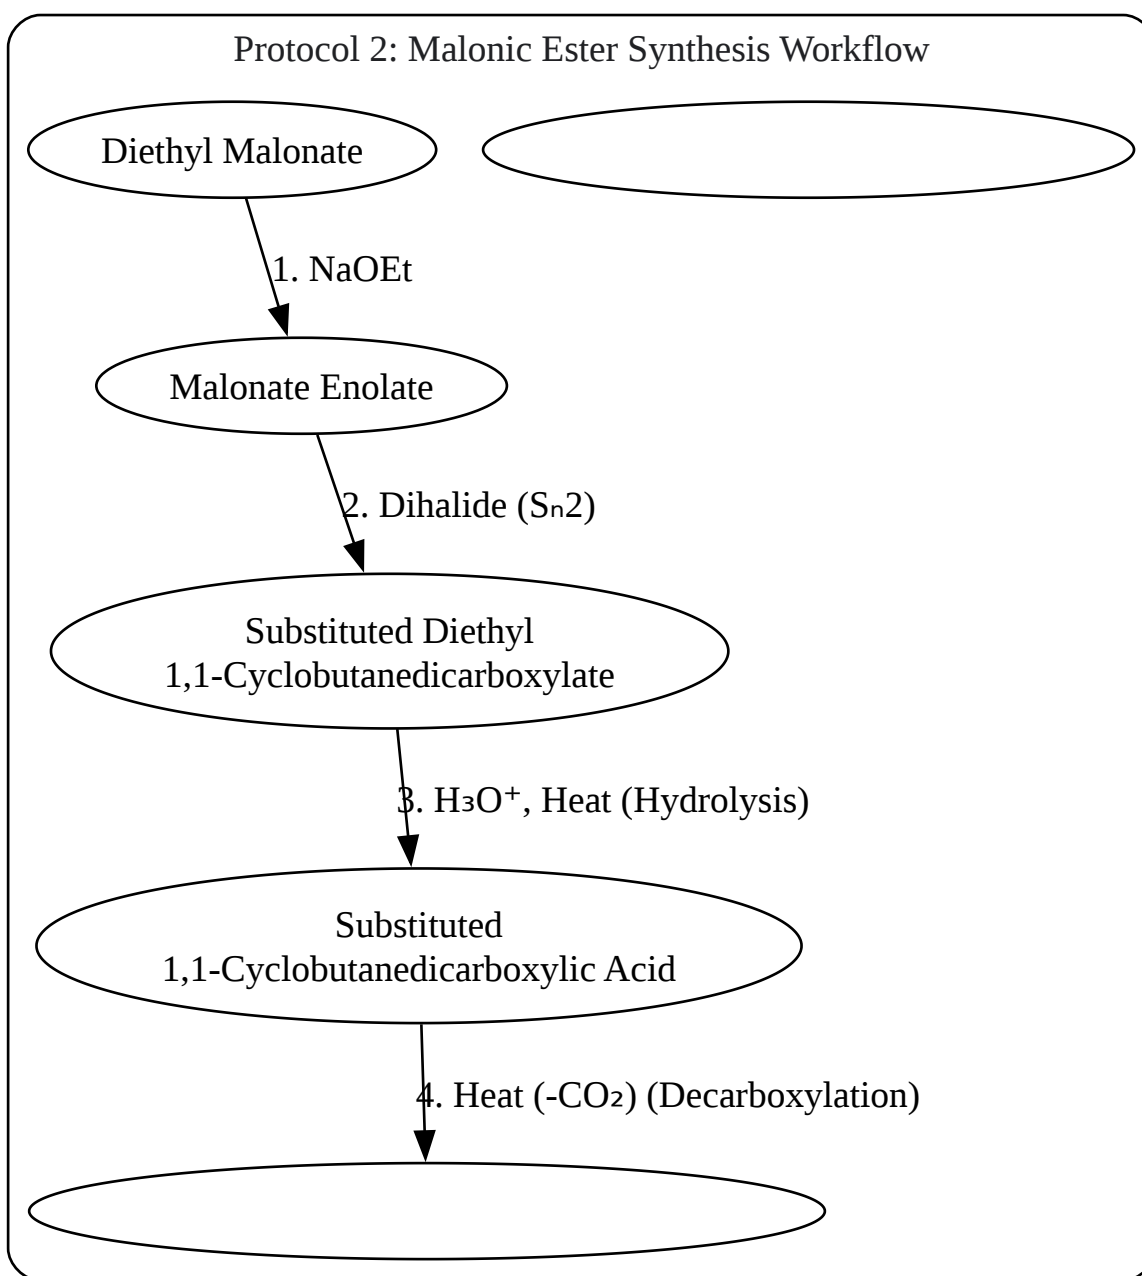 Protocol 2: Malonic Ester Synthesis Workflow
Diethyl Malonate
1. NaOEt
Malonate Enolate
2. Dihalide (Sₙ2)
Substituted Diethyl
1,1-Cyclobutanedicarboxylate
3. H₃O⁺, Heat (Hydrolysis)
Substituted
1,1-Cyclobutanedicarboxylic Acid
4. Heat (-CO₂) (Decarboxylation)